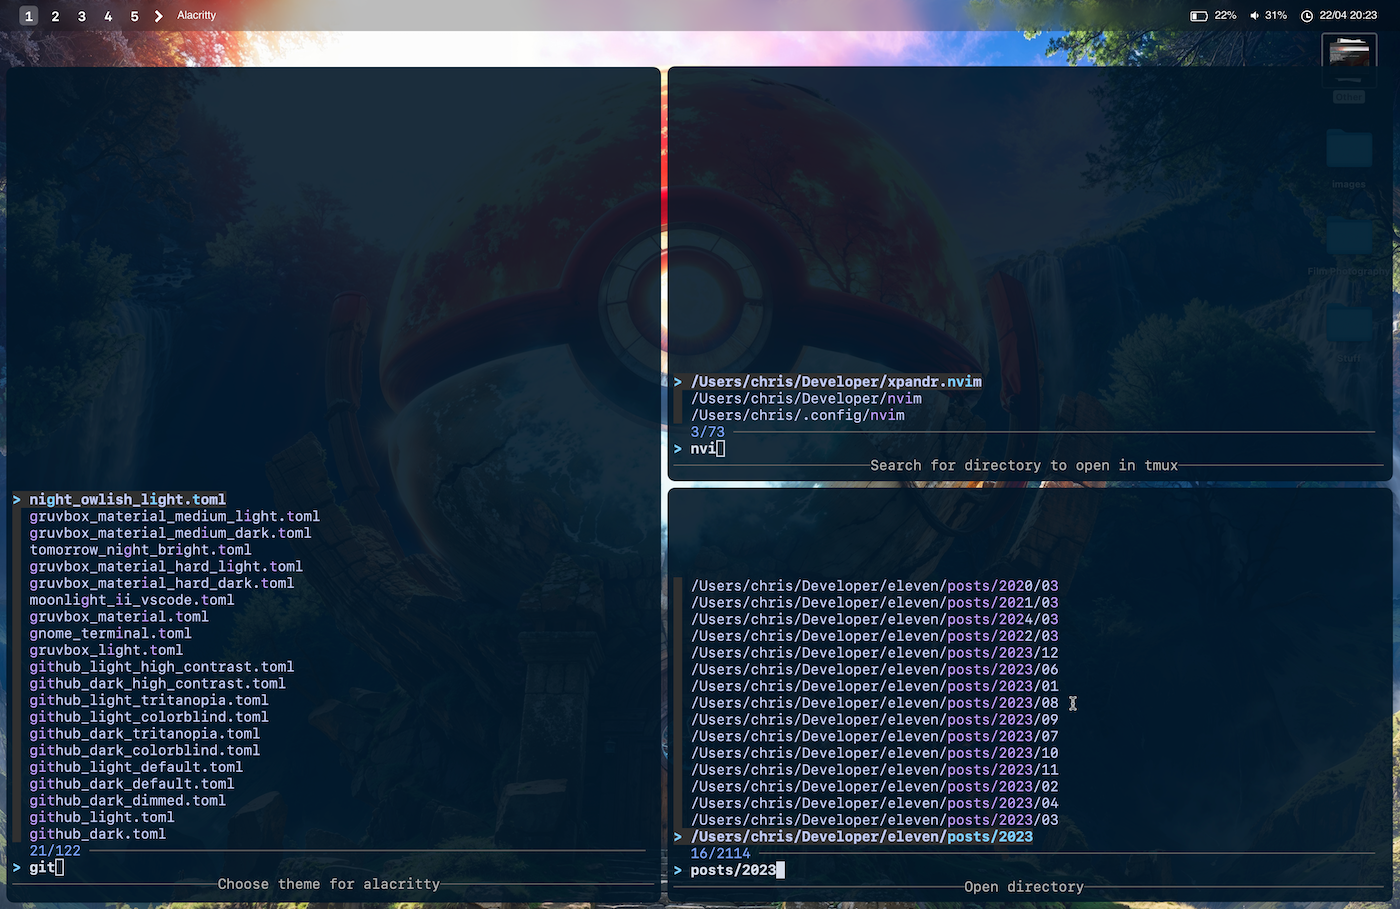 1 2 3 4 5 Alacritty 22% 31% 22/04 20:23
Other
Images
Film Photography
Stuff
> night_owlish_light.toml
gruvbox_material_medium_light.toml
gruvbox_material_medium_dark.toml
tomorrow_night_bright.toml
gruvbox_material_hard_light.toml
gruvbox_material_hard_dark.toml
moonlight_ii_vscode.toml
gruvbox_material.toml
gnome_terminal.toml
gruvbox_light.toml
github_light_high_contrast.toml
github_dark_high_contrast.toml
github_light_tritanopia.toml
github_light_colorblind.toml
github_dark_tritanopia.toml
github_dark_colorblind.toml
github_light_default.toml
github_dark_default.toml
github_dark_dimmed.toml
github_light.toml
github_dark.toml
21/122
> git
Choose theme for alacritty
> /Users/chris/Developer/xpandr.nvim
/Users/chris/Developer/nvim
/Users/chris/.config/nvim
3/73
> nvi
Search for directory to open in tmux
/Users/chris/Developer/eleven/posts/2020/03
/Users/chris/Developer/eleven/posts/2021/03
/Users/chris/Developer/eleven/posts/2024/03
/Users/chris/Developer/eleven/posts/2022/03
/Users/chris/Developer/eleven/posts/2023/12
/Users/chris/Developer/eleven/posts/2023/06
/Users/chris/Developer/eleven/posts/2023/01
/Users/chris/Developer/eleven/posts/2023/08
/Users/chris/Developer/eleven/posts/2023/09
/Users/chris/Developer/eleven/posts/2023/07
/Users/chris/Developer/eleven/posts/2023/10
/Users/chris/Developer/eleven/posts/2023/11
/Users/chris/Developer/eleven/posts/2023/02
/Users/chris/Developer/eleven/posts/2023/04
/Users/chris/Developer/eleven/posts/2023/03
> /Users/chris/Developer/eleven/posts/2023
16/2114
> posts/2023
Open directory